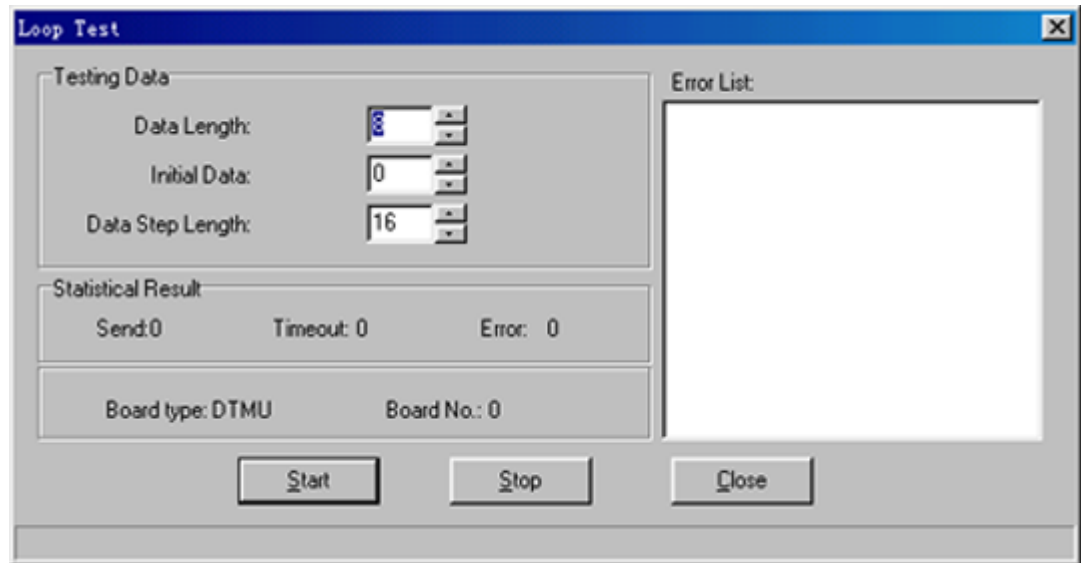 Loop Test
Testing Data
Data Length: 8
Initial Data: 0
Data Step Length: 16
Statistical Result
Send:0 Timeout: 0 Error: 0
Board type: DTMU Board No.: 0
Error List:
Start Stop Close